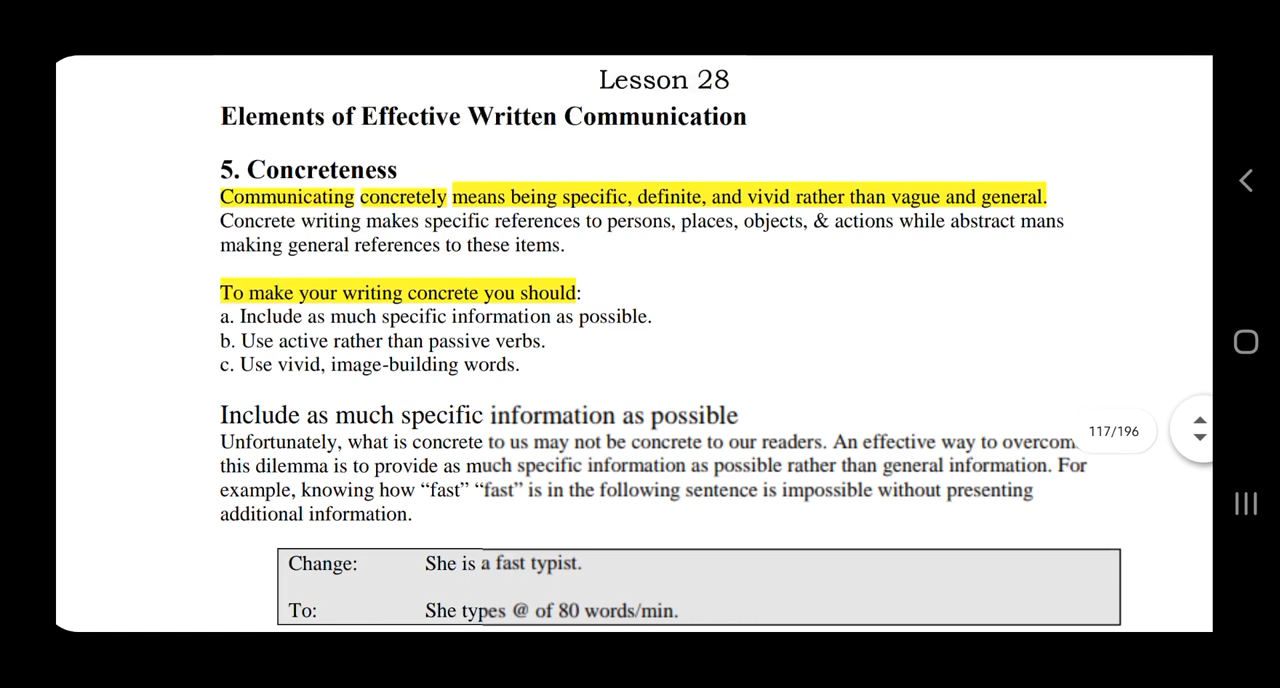 Lesson 28
Elements of Effective Written Communication
5. Concreteness
Communicating concretely means being specific, definite, and vivid rather than vague and general.
Concrete writing makes specific references to persons, places, objects, & actions while abstract mans
making general references to these items.
To make your writing concrete you should:
a. Include as much specific information as possible.
b. Use active rather than passive verbs.
c. Use vivid, image-building words.
Include as much specific information as possible
Unfortunately, what is concrete to us may not be concrete to our readers. An effective way to overcom
117/196
this dilemma is to provide as much specific information as possible rather than general information. For
example, knowing how “fast” “fast” is in the following sentence is impossible without presenting
additional information.
Change: She is a fast typist.
To: She types @ of 80 words/min.